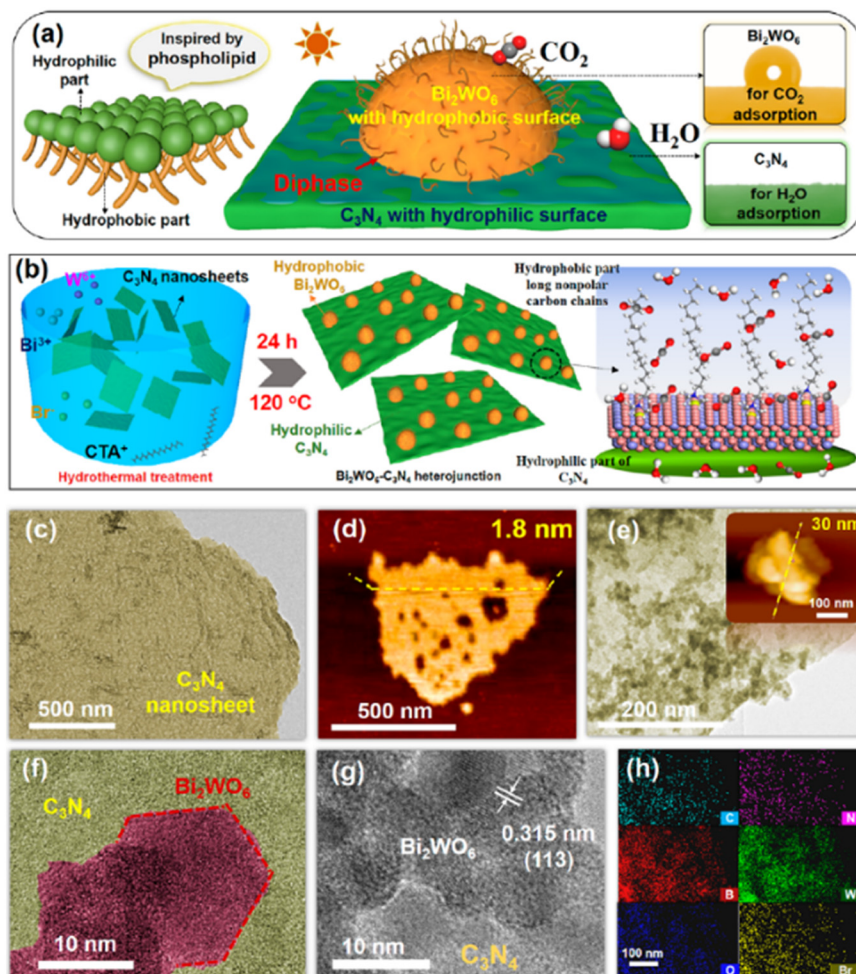 (a)
Inspired by
phospholipid
Hydrophilic
part
Hydrophobic part
CO₂
Bi₂WO₆
with hydrophobic surface
H₂O
Diphase
C₃N₄ with hydrophilic surface
Bi₂WO₆
for CO₂
adsorption
C₃N₄
for H₂O
adsorption
(b)
W⁶⁺
C₃N₄ nanosheets
Bi³⁺
Br⁻
CTA⁺
Hydrothermal treatment
24 h
120 °C
Hydrophobic
Bi₂WO₆
Hydrophilic
C₃N₄
Bi₂WO₆-C₃N₄ heterojunction
Hydrophobic part
long nonpolar
carbon chains
Hydrophilic part of
C₃N₄
(c)
C₃N₄
nanosheet
500 nm
(d)
1.8 nm
500 nm
(e)
30 nm
100 nm
200 nm
(f)
C₃N₄
Bi₂WO₆
10 nm
(g)
0.315 nm
(113)
Bi₂WO₆
10 nm
C₃N₄
(h)
C
N
B
W
100 nm
O
Br